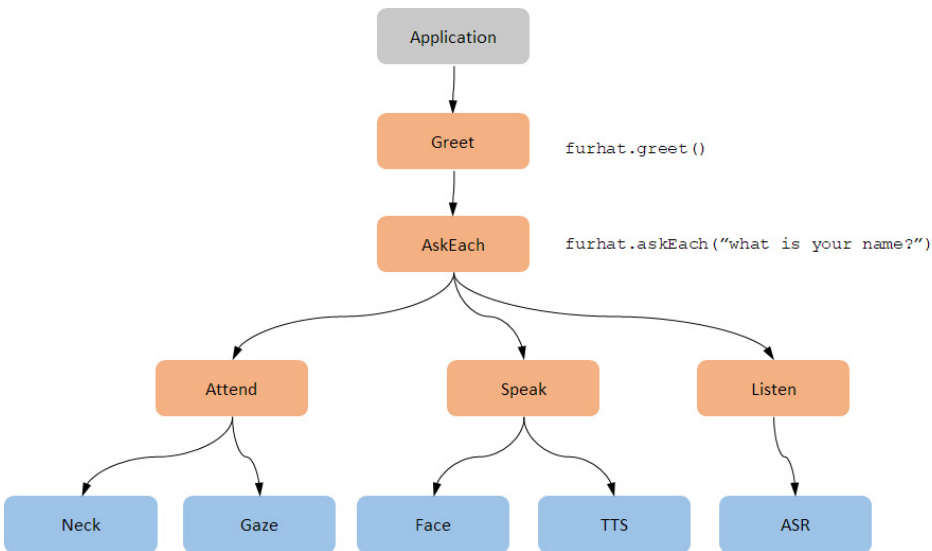 Application
Greet
furhat.greet()
AskEach
furhat.askEach(”what is your name?”)
Attend
Speak
Listen
Neck
Gaze
Face
TTS
ASR